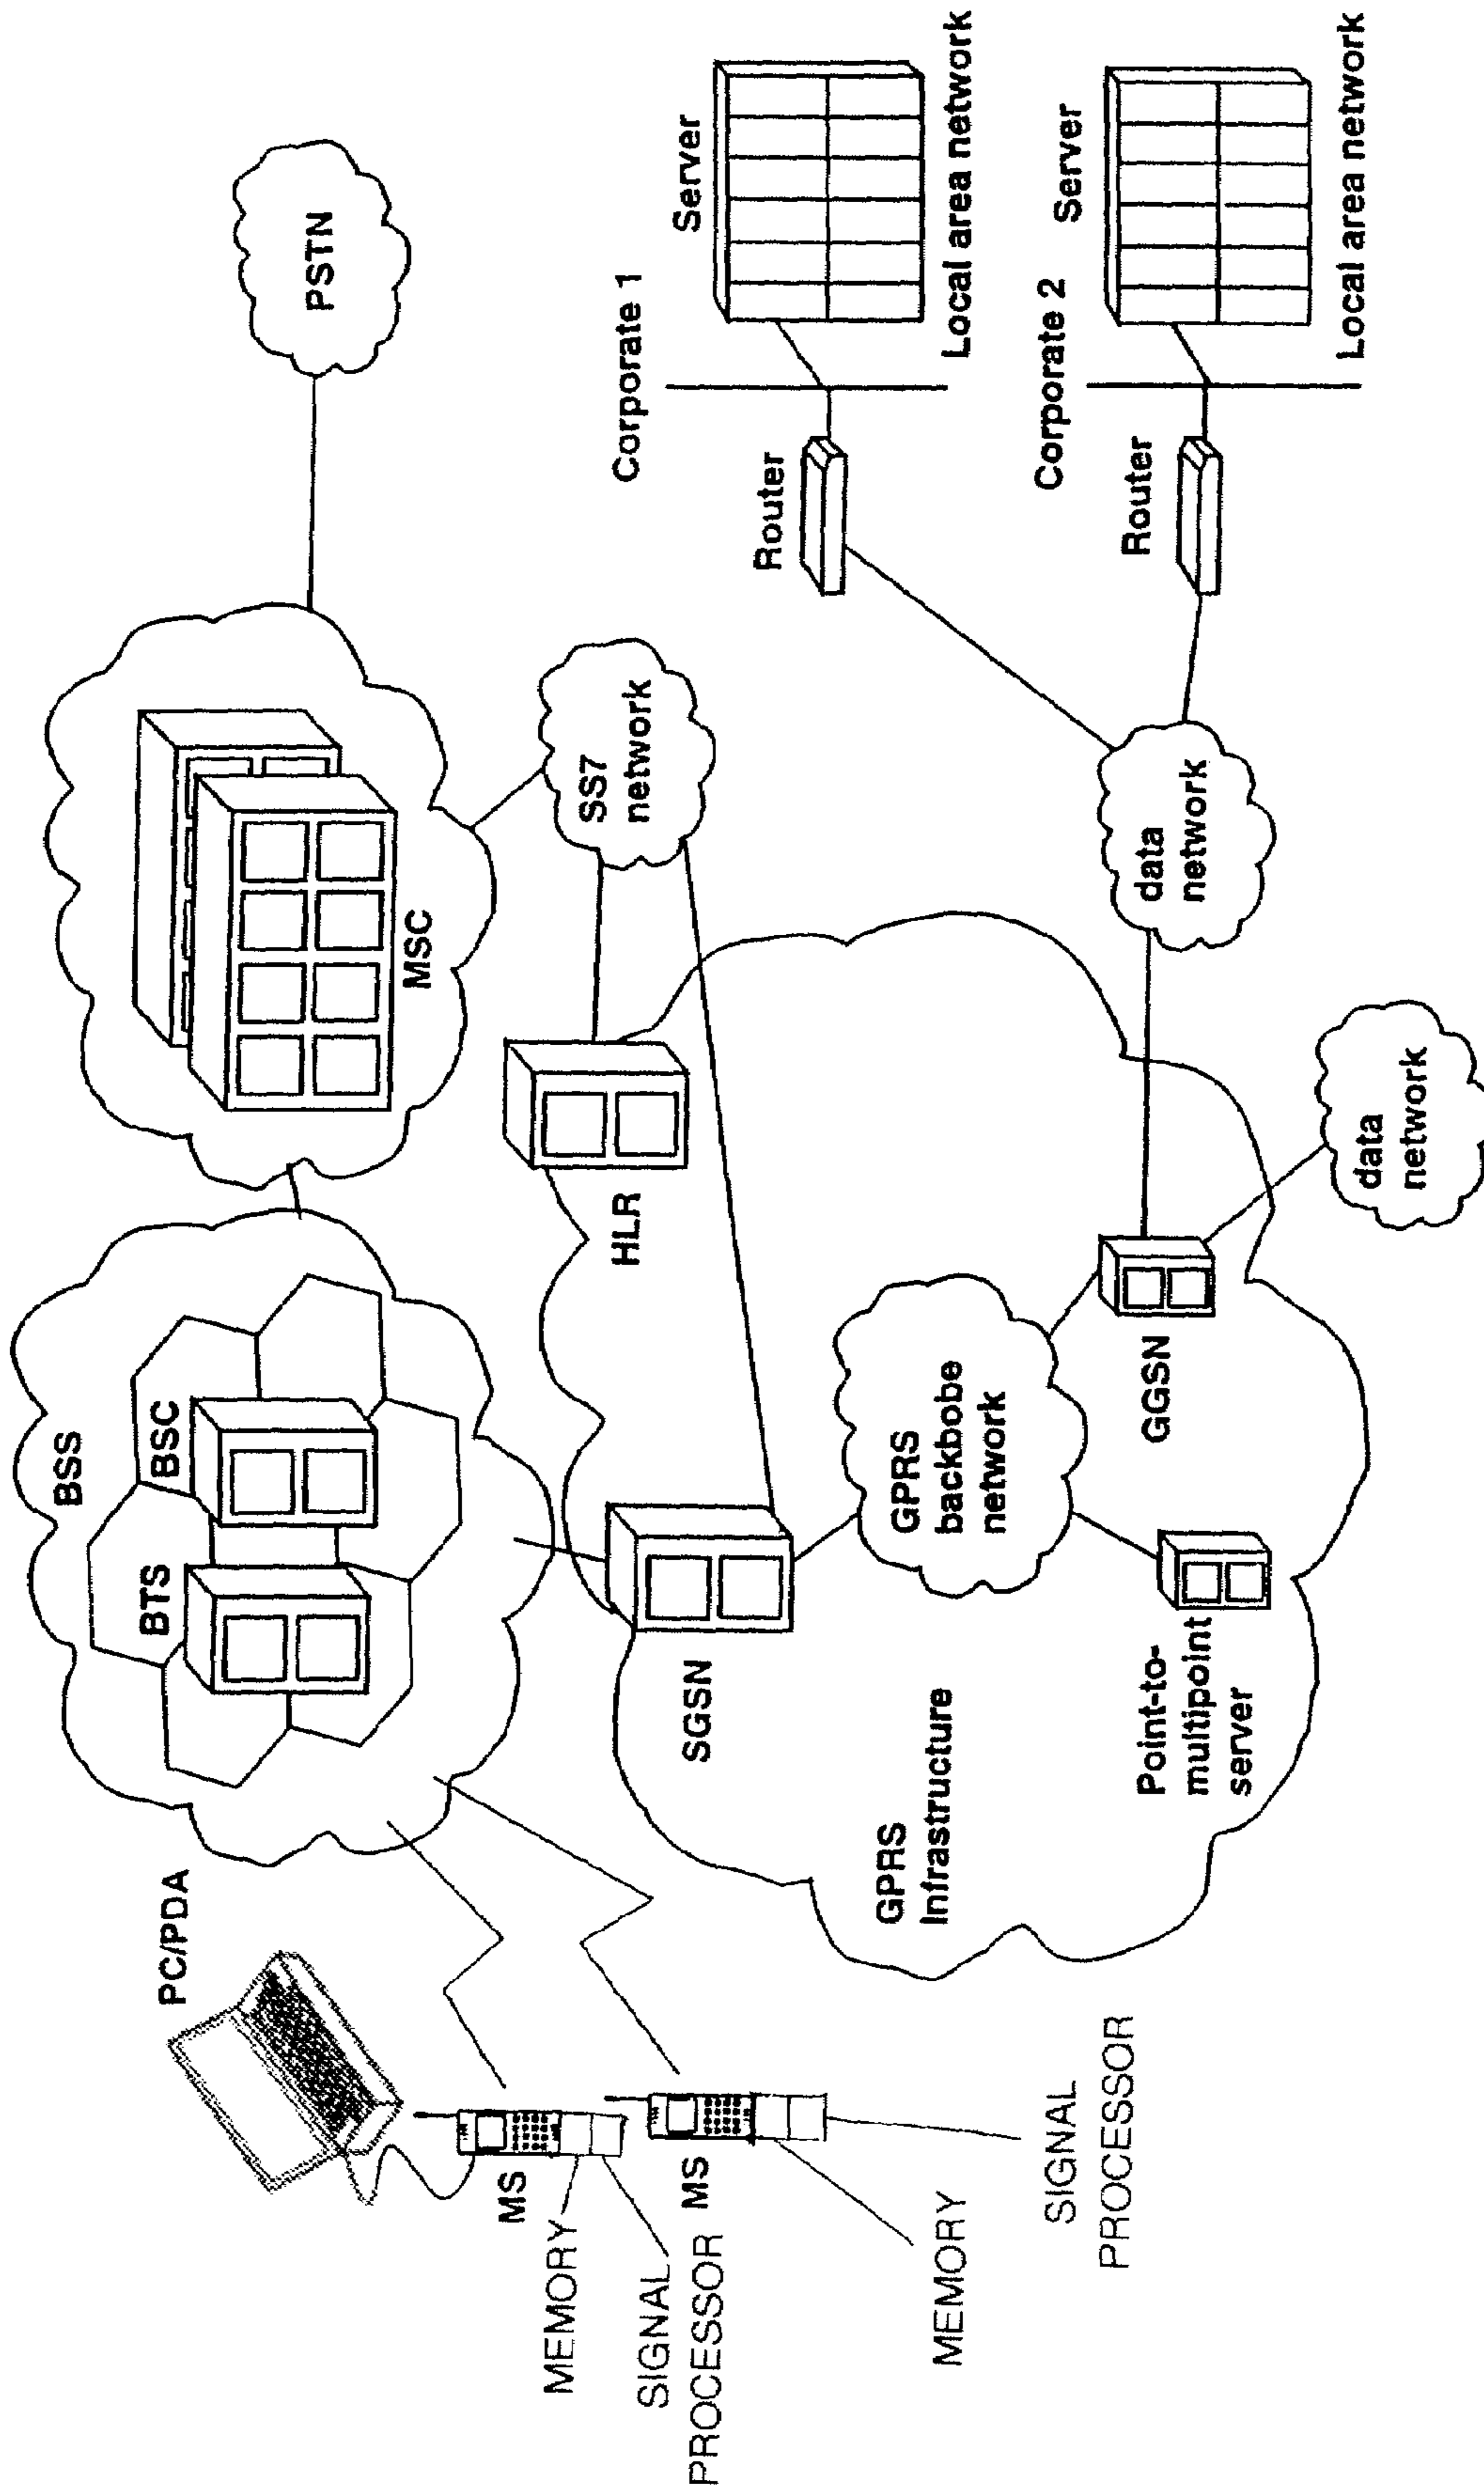 PC/PDA
BSS
BTS
BSC
MSC
PSTN
MS
MEMORY
SIGNAL
PROCESSOR
MS
MEMORY
SIGNAL
PROCESSOR
SGSN
HLR
SS7
network
GPRS
Infrastructure
GPRS
backbobe
network
Point-to-
multipoint
server
GGSN
data
network
data
network
Corporate 1
Router
Server
Local area network
Corporate 2
Router
Server
Local area network